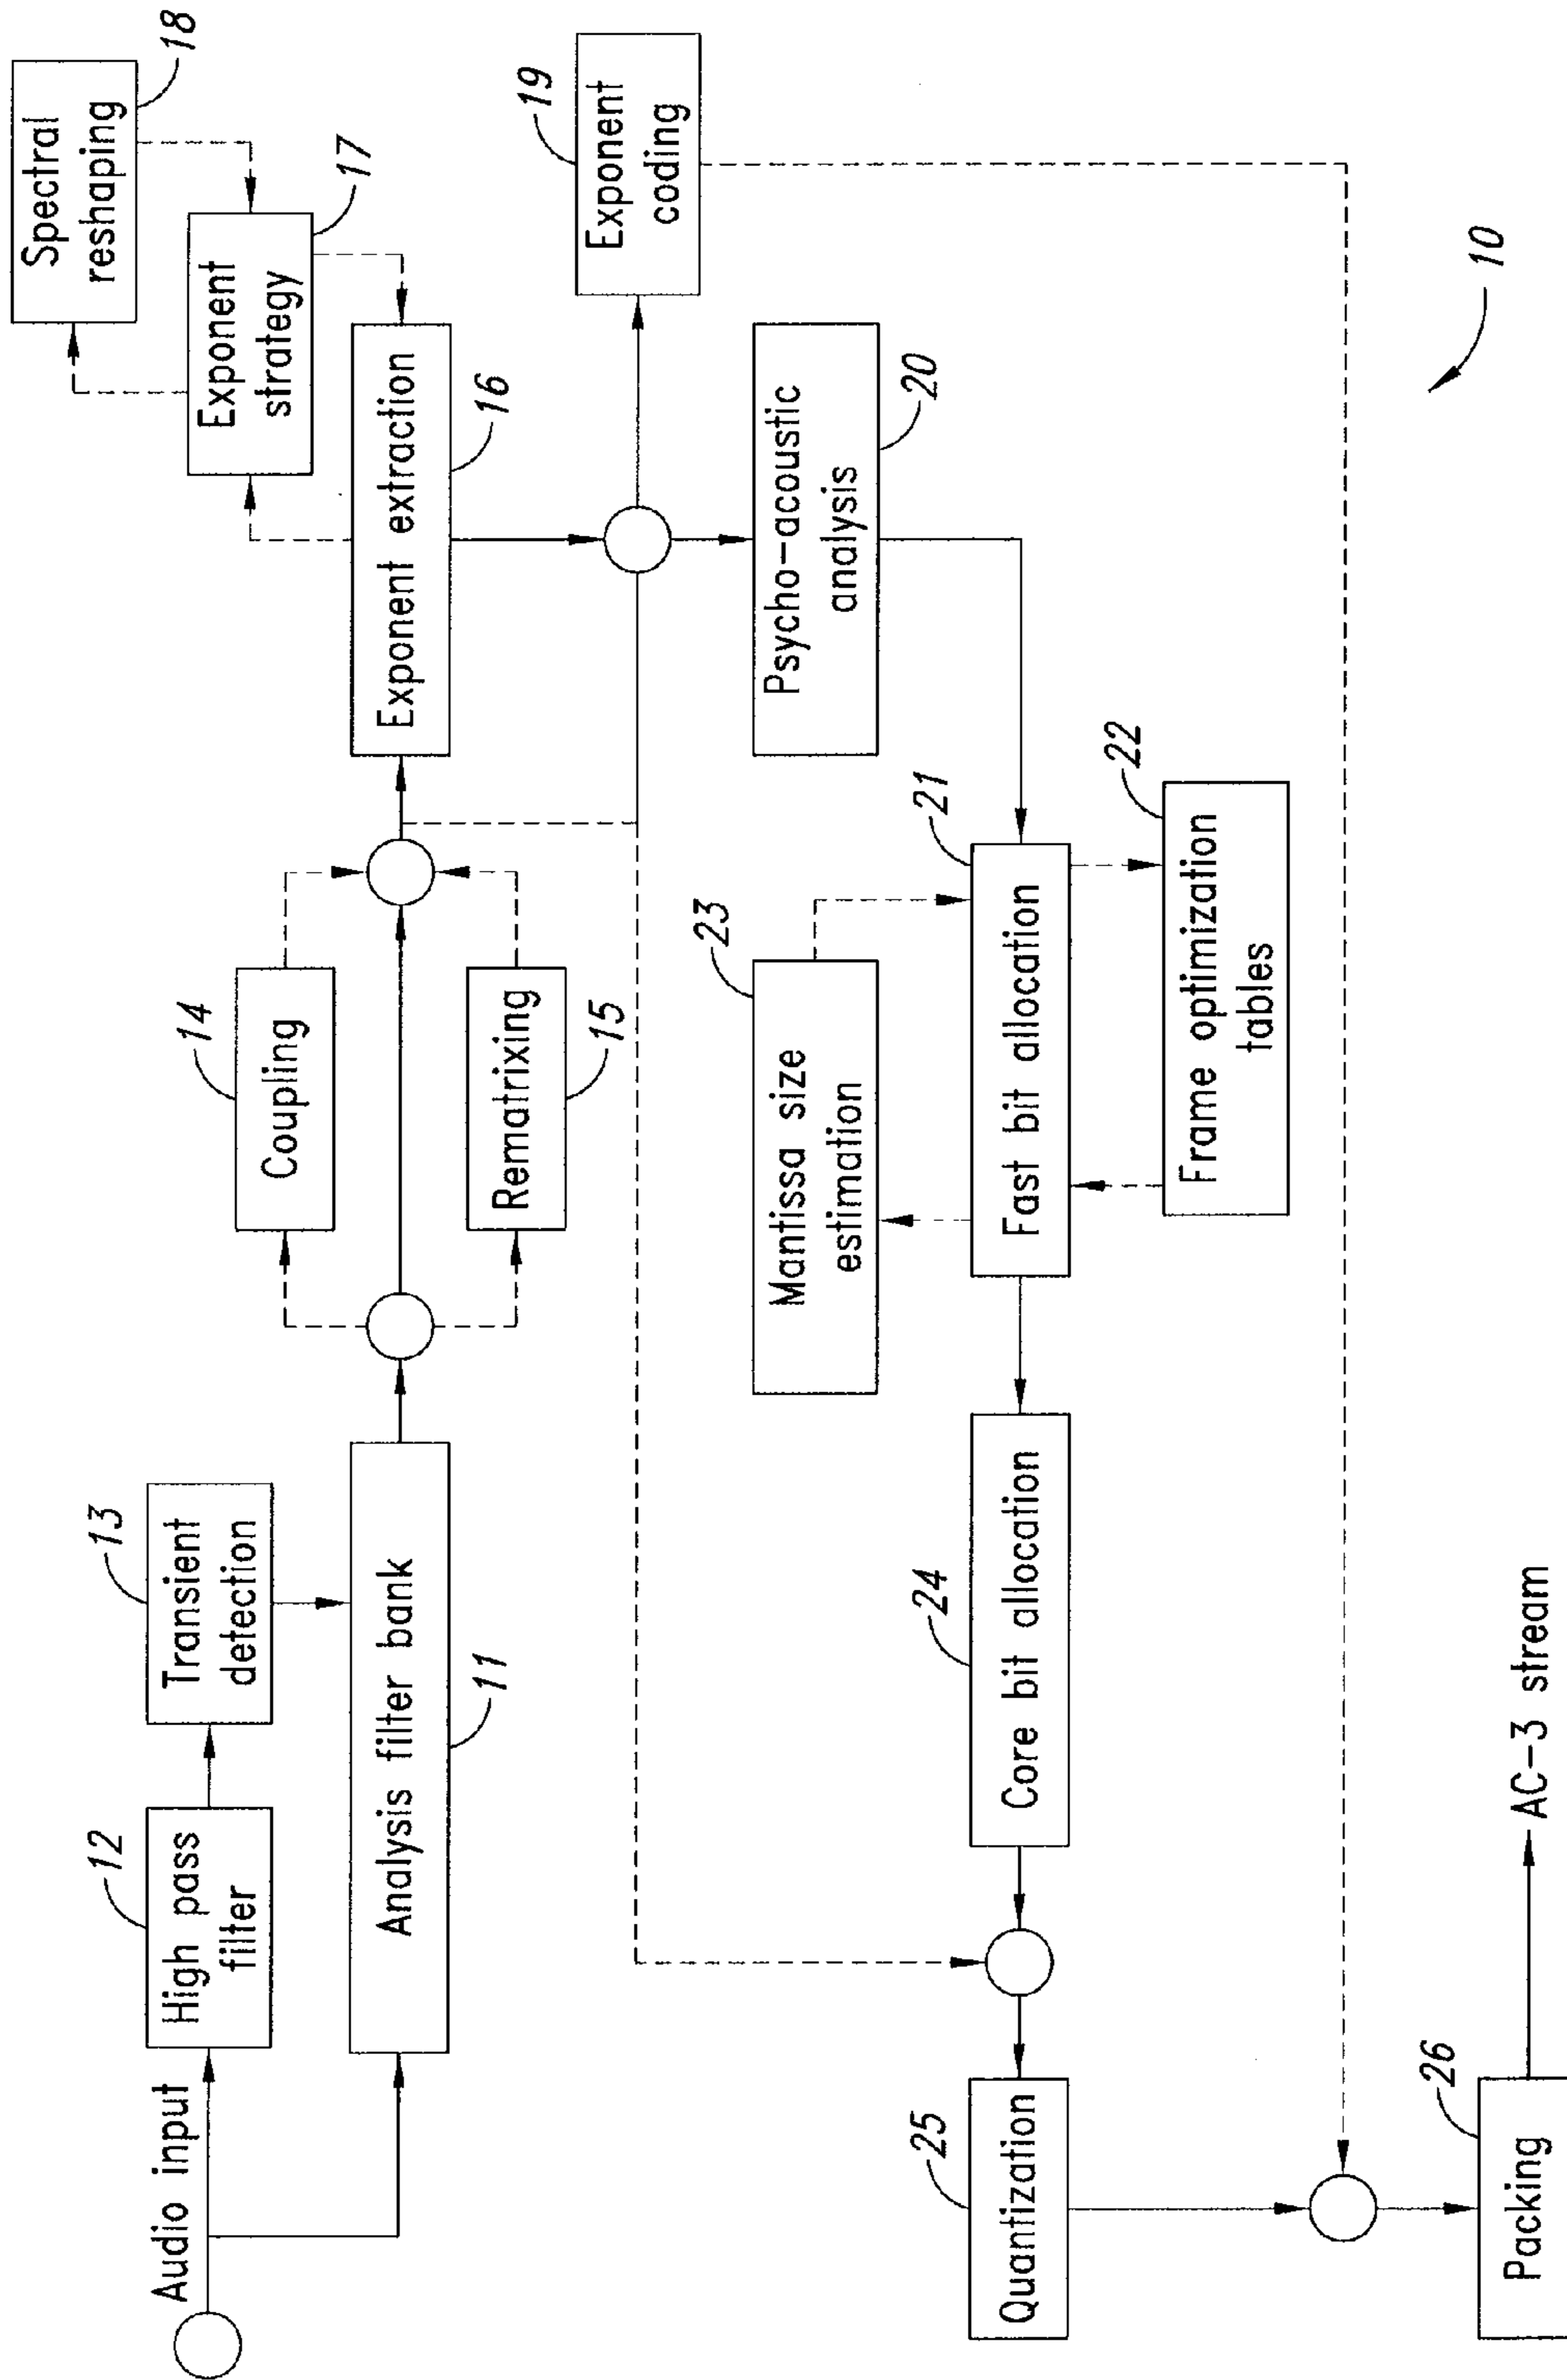 Audio input
High pass
filter
12
Transient
detection
13
Analysis filter bank
11
Coupling
14
Rematrixing
15
Exponent extraction
16
Exponent
strategy
17
Spectral
reshaping
18
Exponent
coding
19
Psycho-acoustic
analysis
20
Fast bit allocation
21
Frame optimization
tables
22
Mantissa size
estimation
23
Core bit allocation
24
Quantization
25
Packing
26
AC-3 stream
10